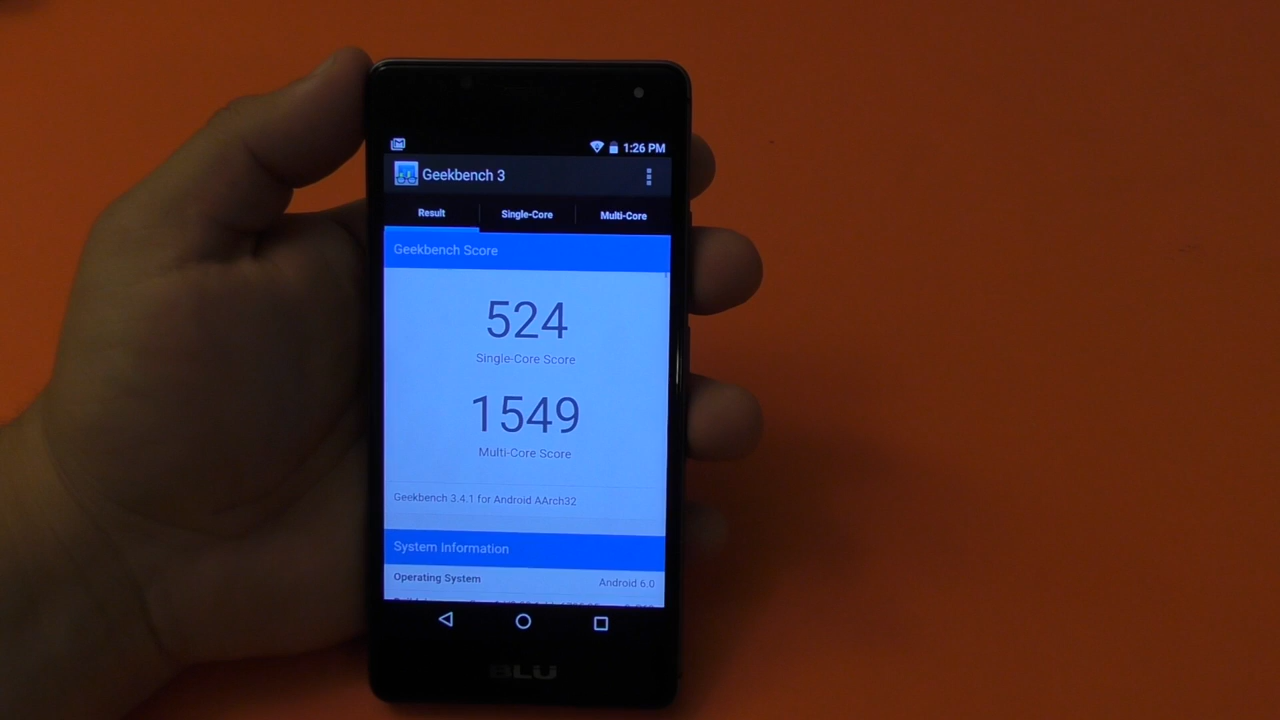 1:26 PM
Geekbench 3
Result Single-Core Multi-Core
Geekbench Score
524
Single-Core Score
1549
Multi-Core Score
Geekbench 3.4.1 for Android AArch32
System Information
Operating System Android 6.0
BLU